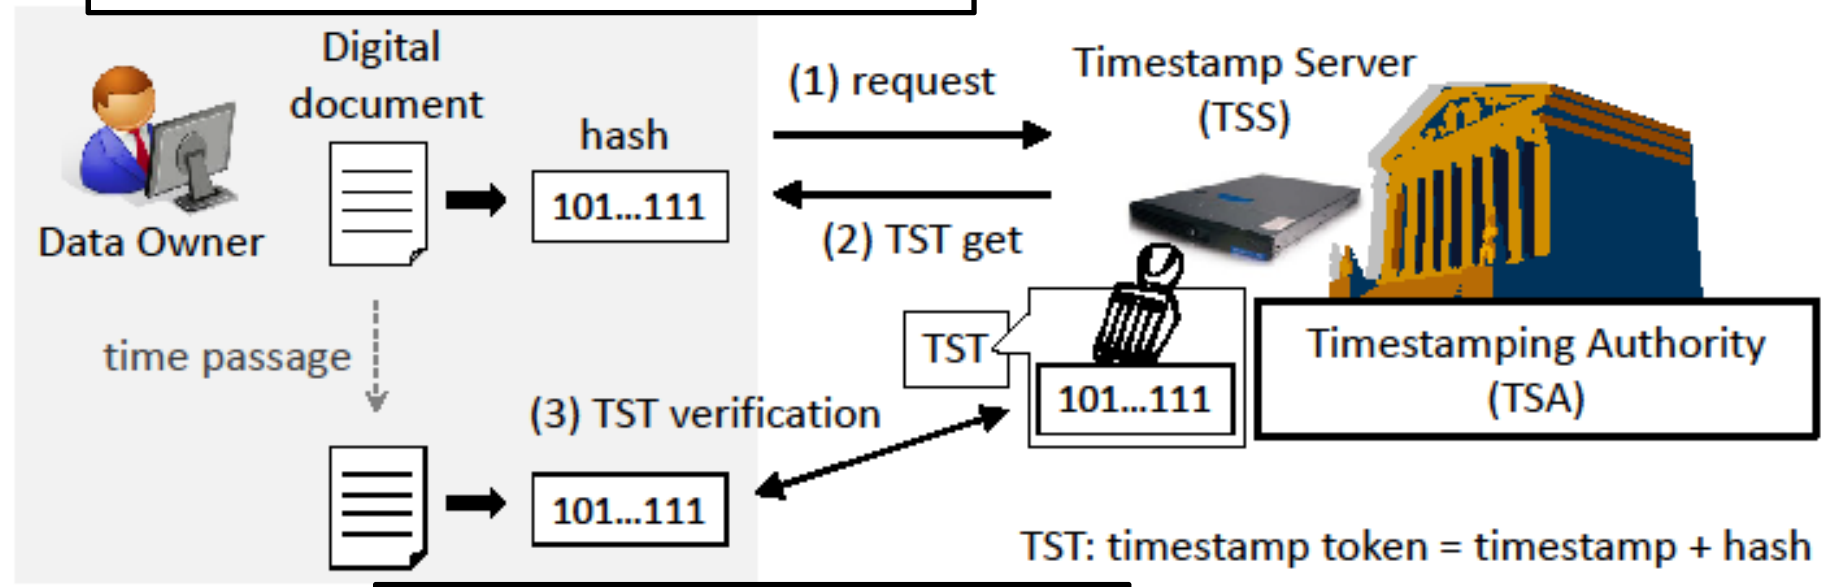 Digital
document
hash
101...111
Data Owner
(1) request
(2) TST get
Timestamp Server
(TSS)
time passage
TST
101...111
Timestamping Authority
(TSA)
(3) TST verification
101...111
TST: timestamp token = timestamp + hash